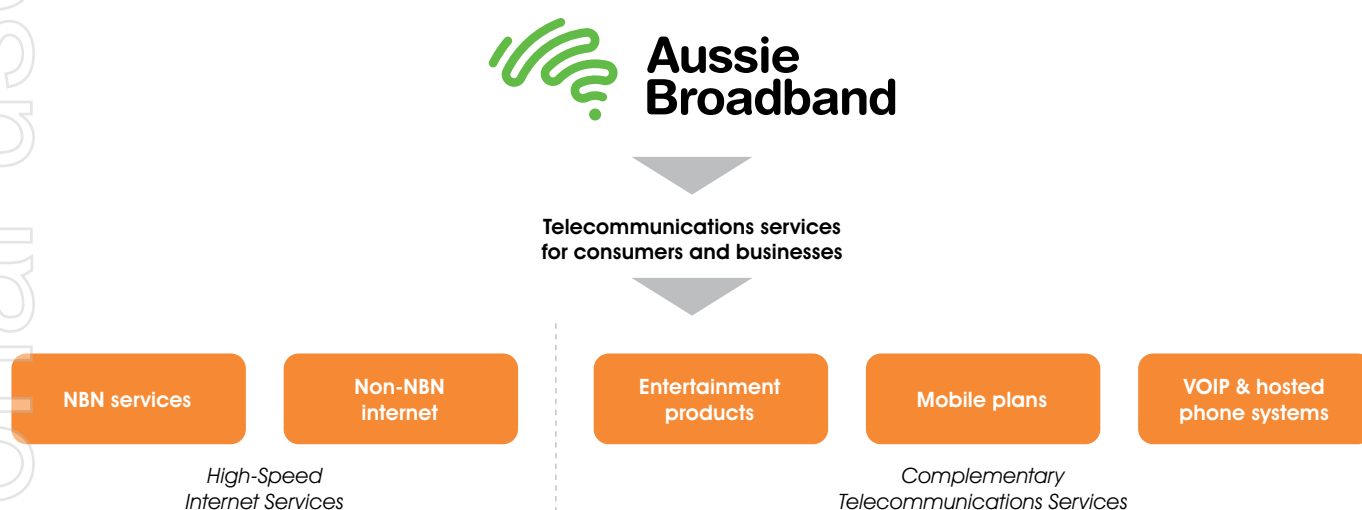 Aussie
Broadband
Telecommunications services
for consumers and businesses
NBN services
Non-NBN
internet
Entertainment
products
Mobile plans
VOIP & hosted
phone systems
High-Speed
Internet Services
Complementary
Telecommunications Services